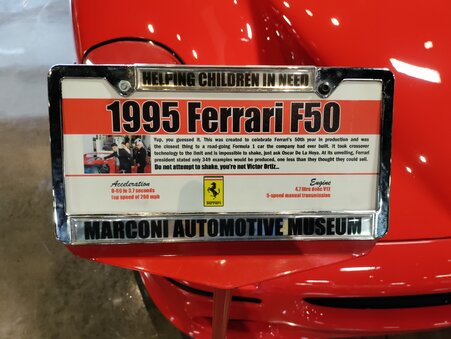 HELPING CHILDREN IN NEED
1995 Ferrari F50
Yup, you guessed it. This was created to celebrate Ferrari's 50th year in production and was
the closest thing to a road-going Formula 1 car the company had ever built. It took crossover
technology to the limit and is impossible to shake, just ask Oscar De La Hoya. At its unveiling, Ferrari
president stated only 349 examples would be produced, one less than they thought they could sell.
Do not attempt to shake, you're not Victor Ortiz...
Acceleration
0-60 in 3.7 seconds
top speed of 200 mph
Ferrari
Engine
4.7 litre dohc V12
5-speed manual transmission
MARCONI AUTOMOTIVE MUSEUM